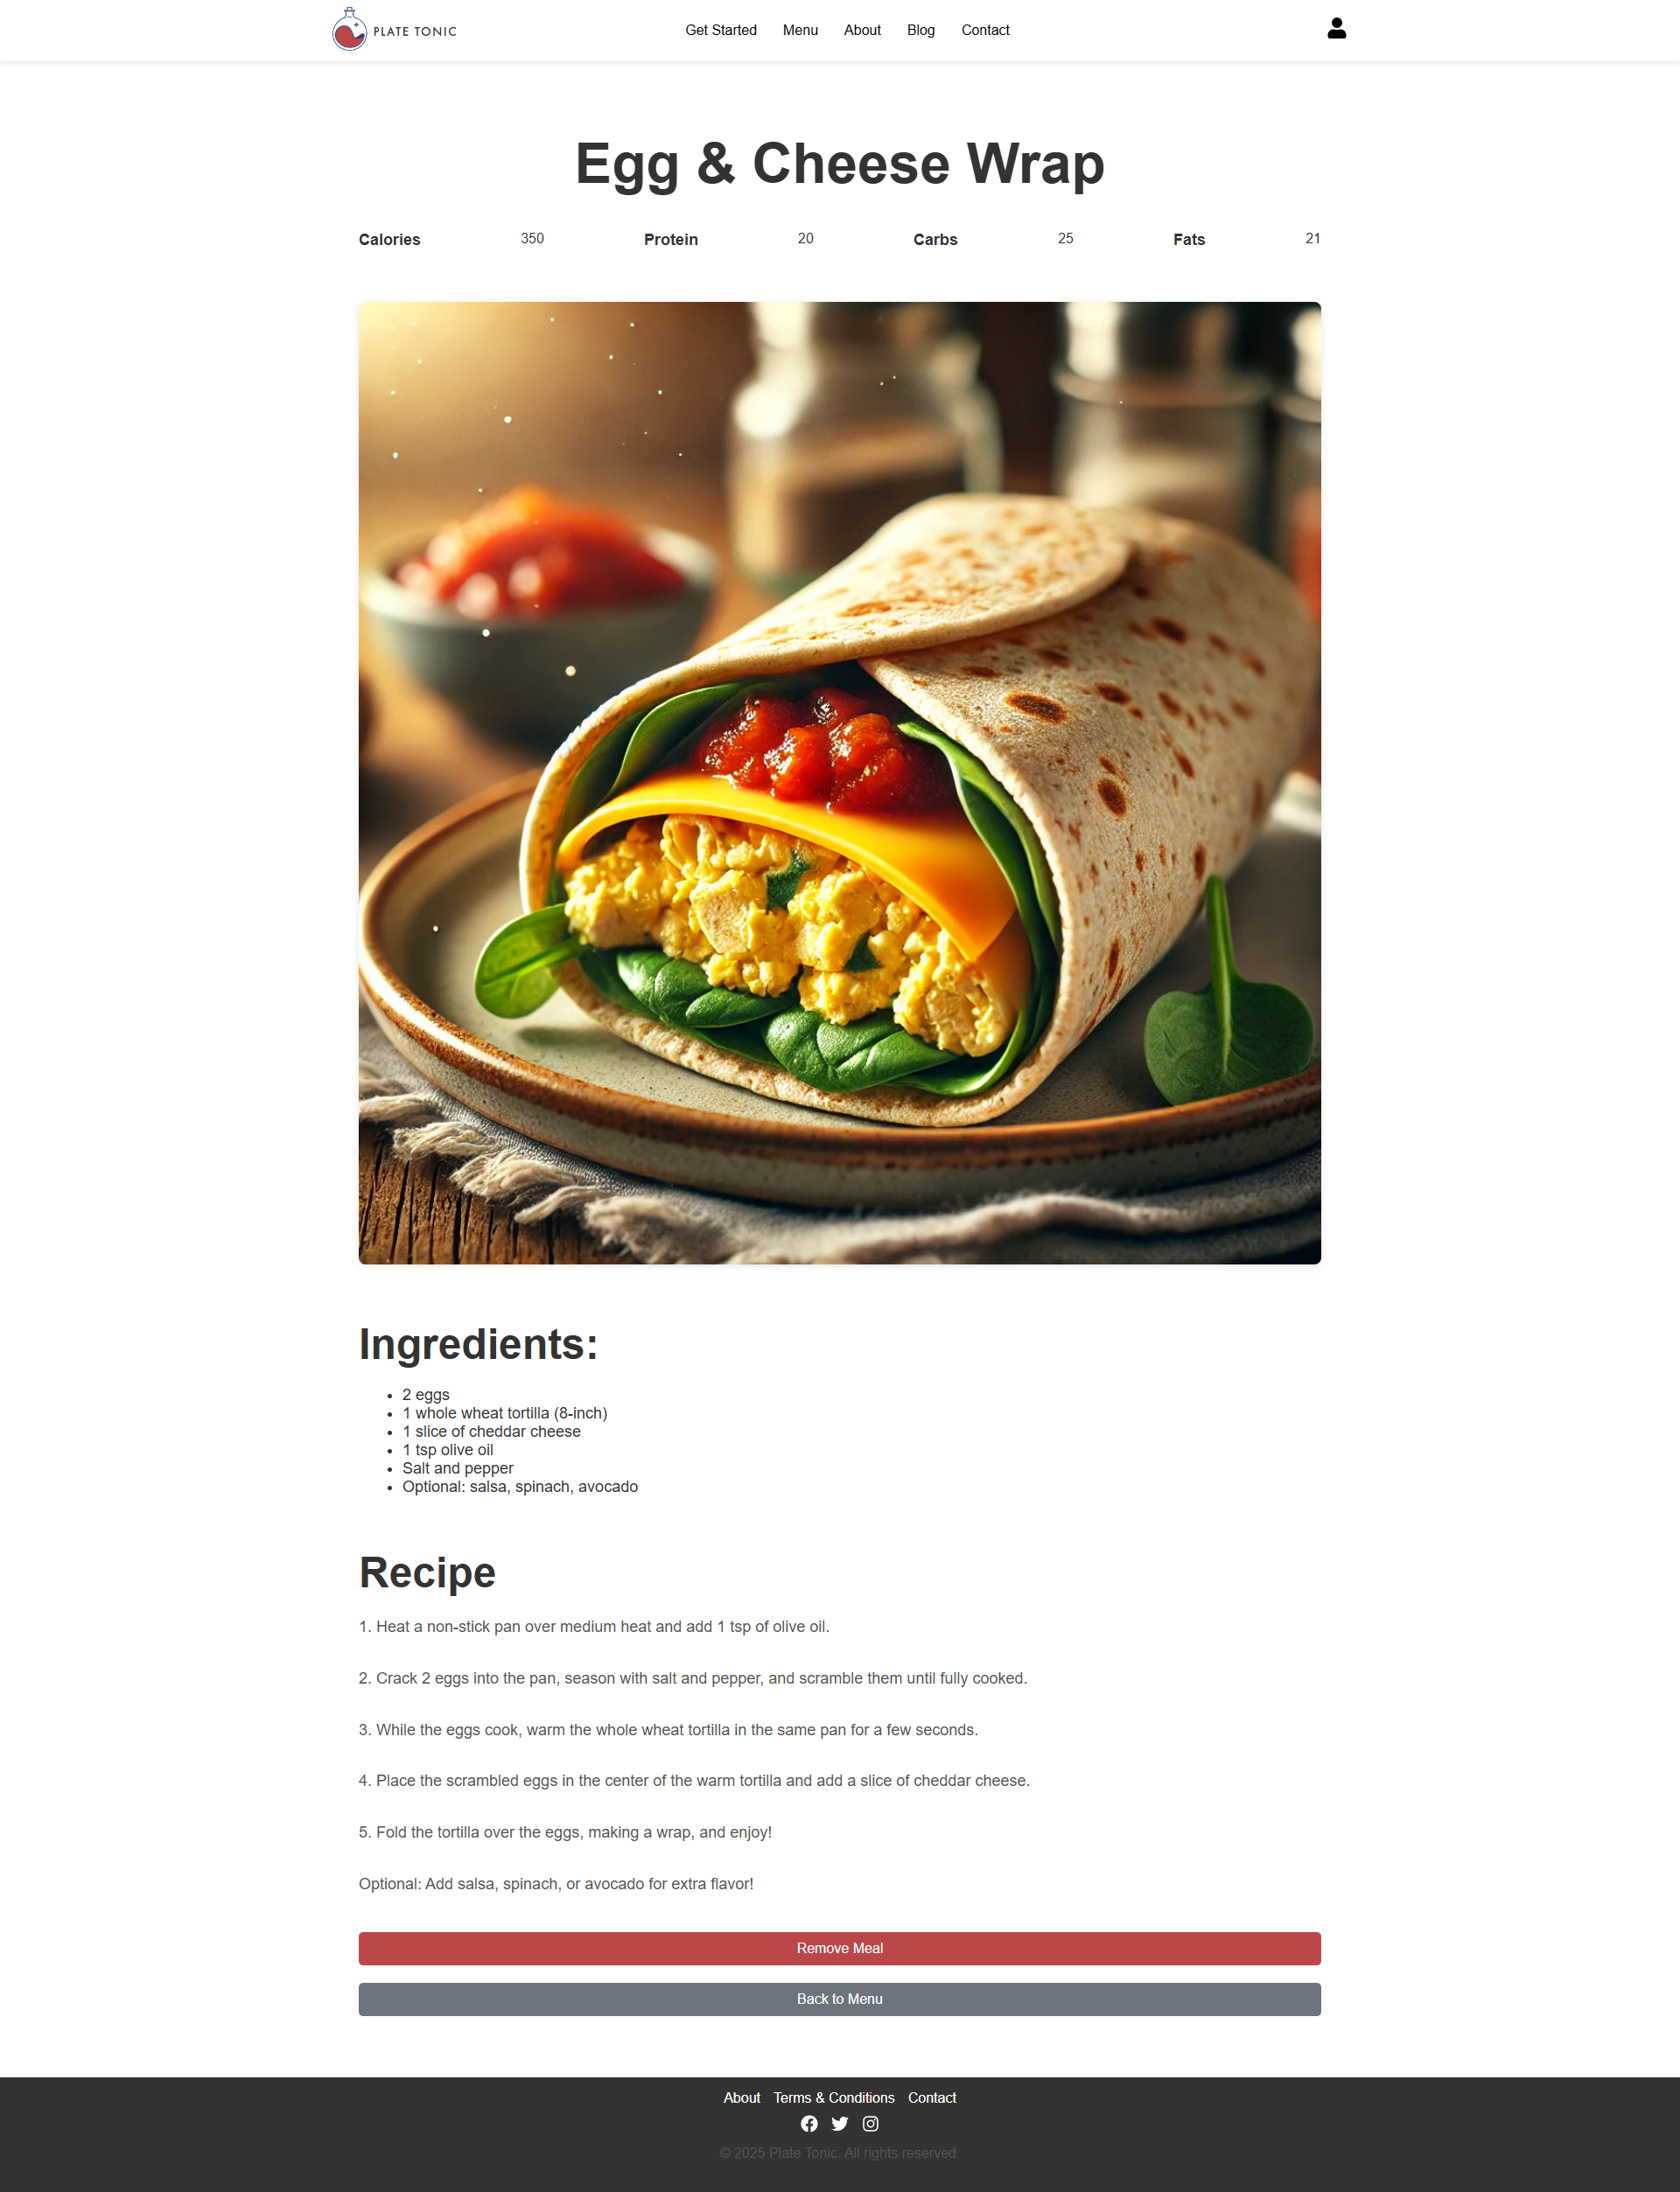 PLATE TONIC
Get Started Menu About Blog Contact
Egg & Cheese Wrap
Calories 350 Protein 20 Carbs 25 Fats 21
Ingredients:
• 2 eggs
• 1 whole wheat tortilla (8-inch)
• 1 slice of cheddar cheese
• 1 tsp olive oil
• Salt and pepper
• Optional: salsa, spinach, avocado
Recipe
1. Heat a non-stick pan over medium heat and add 1 tsp of olive oil.
2. Crack 2 eggs into the pan, season with salt and pepper, and scramble them until fully cooked.
3. While the eggs cook, warm the whole wheat tortilla in the same pan for a few seconds.
4. Place the scrambled eggs in the center of the warm tortilla and add a slice of cheddar cheese.
5. Fold the tortilla over the eggs, making a wrap, and enjoy!
Optional: Add salsa, spinach, or avocado for extra flavor!
Remove Meal
Back to Menu
About Terms & Conditions Contact
© 2025 Plate Tonic. All rights reserved.